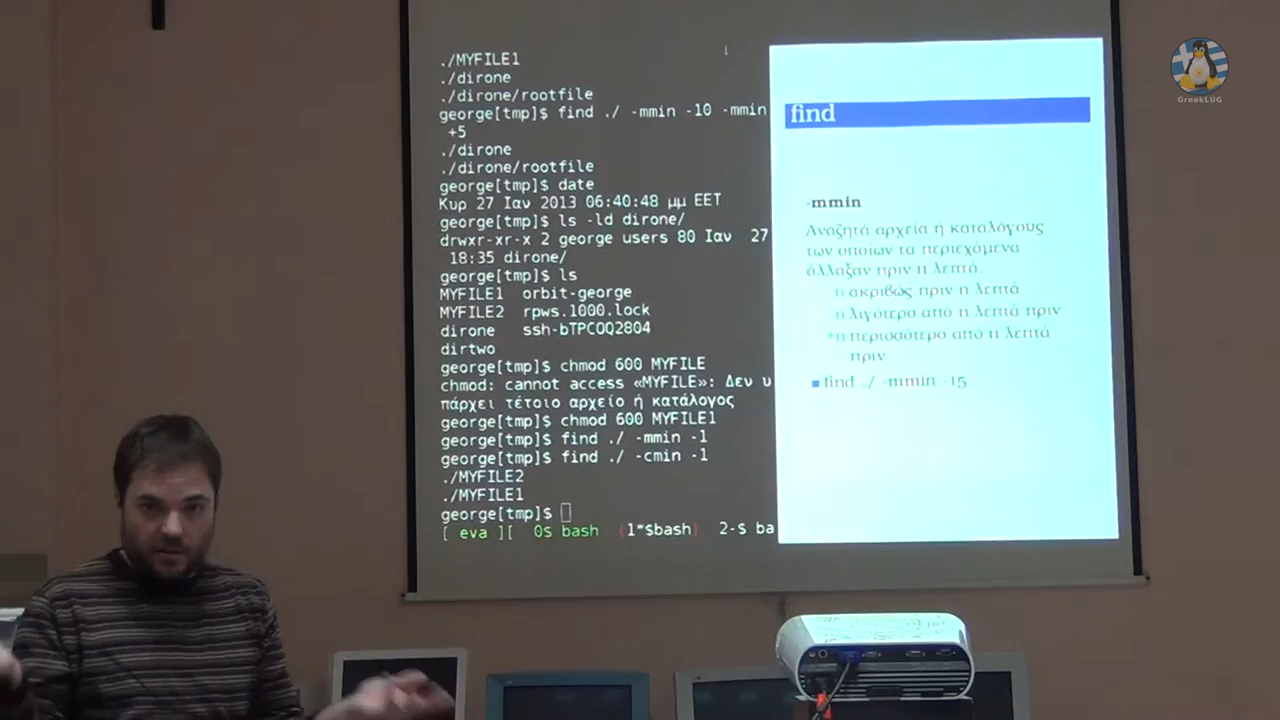 ./MYFILE1
./dirone
./dirone/rootfile
george[tmp]$ find ./ -mmin -10 -mmin
+5
./dirone
./dirone/rootfile
george[tmp]$ date
Κυρ 27 Ιαν 2013 06:40:48 μμ EET
george[tmp]$ ls -ld dirone/
drwxr-xr-x 2 george users 80 Ιαν 27
18:35 dirone/
george[tmp]$ ls
MYFILE1 orbit-george
MYFILE2 rpws.1000.lock
dirone ssh-bTPCOQ2804
dirtwo
george[tmp]$ chmod 600 MYFILE
chmod: cannot access «MYFILE»: Δεν υ
πάρχει τέτοιο αρχείο ή κατάλογος
george[tmp]$ chmod 600 MYFILE1
george[tmp]$ find ./ -mmin -1
george[tmp]$ find ./ -cmin -1
./MYFILE2
./MYFILE1
george[tmp]$
[ eva ][ 0$ bash (1*$bash) 2-$ ba
find
-mmin
Αναζητά αρχεία ή καταλόγους
των οποίων τα περιεχόμενα
άλλαξαν πριν n λεπτά.
n ακριβώς πριν n λεπτά
n λιγότερο από n λεπτά πριν
+n περισσότερο από n λεπτά
πριν
find ./ -mmin -15
GreekLUG